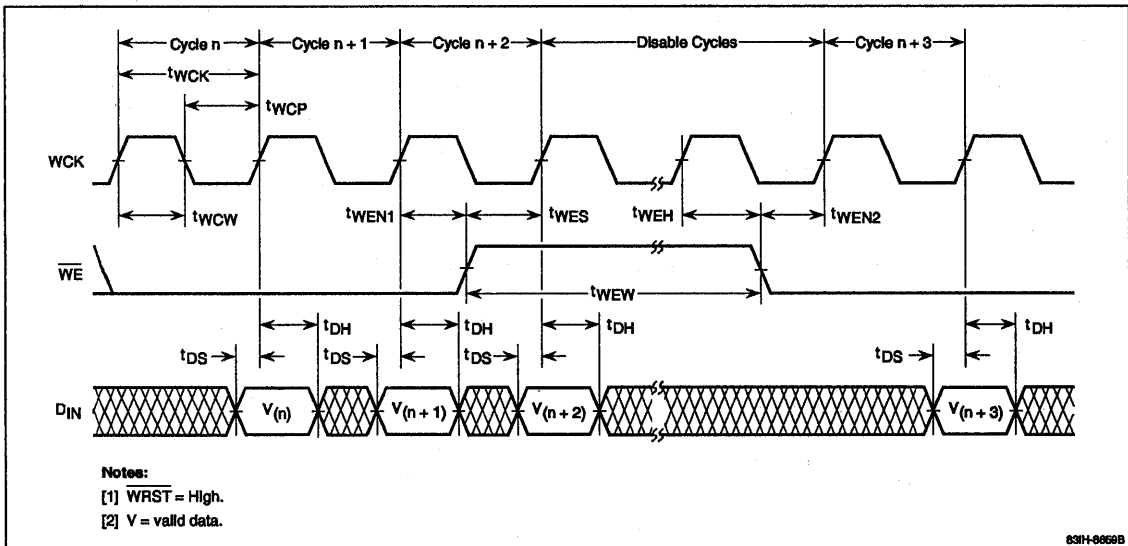 Cycle n Cycle n + 1 Cycle n + 2 Disable Cycles Cycle n + 3
tWCK
tWCP
WCK
tWCW tWEN1 tWES tWEH tWEN2
WE
tWEW
tDH tDH tDH tDH
tDS tDS tDS tDS
DIN V(n) V(n + 1) V(n + 2) V(n + 3)
Notes:
[1] WRST = High.
[2] V = valid data.
83IH-6659B